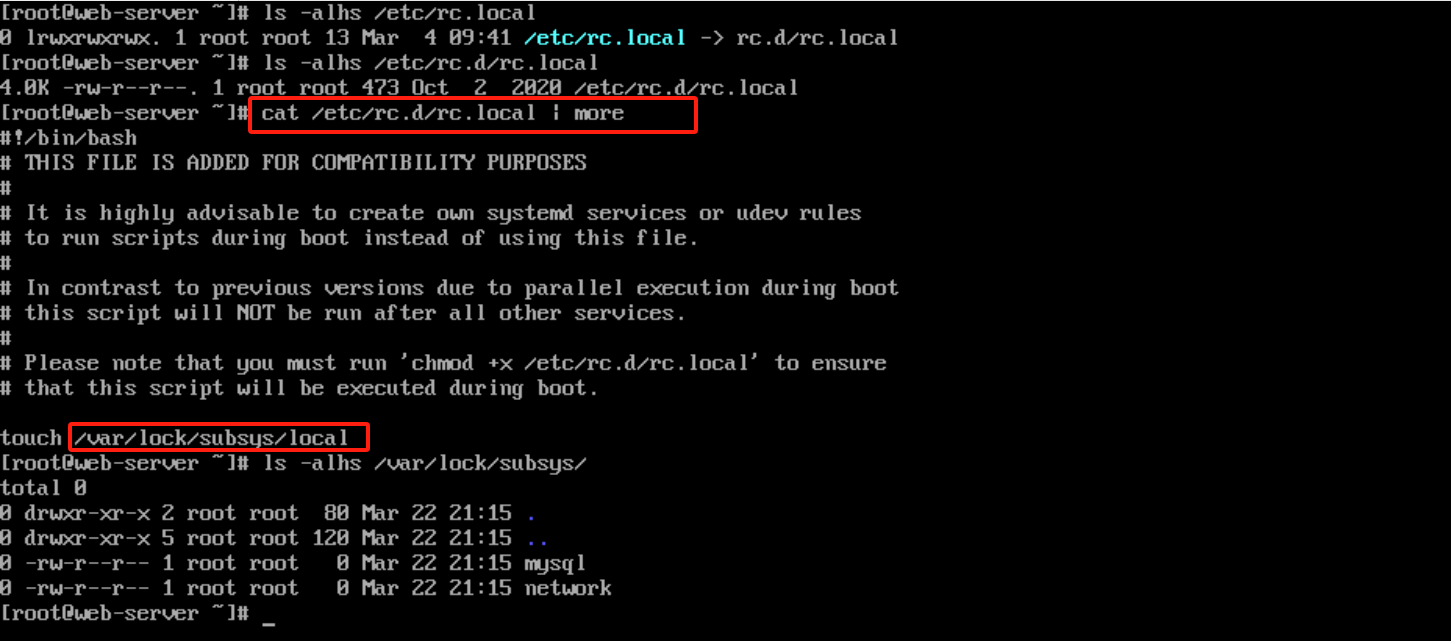 [root@web-server ~]# ls -alhs /etc/rc.local
0 lrwxrwxrwx. 1 root root 13 Mar  4 09:41 /etc/rc.local -> rc.d/rc.local
[root@web-server ~]# ls -alhs /etc/rc.d/rc.local
4.0K -rw-r--r--. 1 root root 473 Oct  2  2020 /etc/rc.d/rc.local
[root@web-server ~]# cat /etc/rc.d/rc.local | more
#!/bin/bash
# THIS FILE IS ADDED FOR COMPATIBILITY PURPOSES
#
# It is highly advisable to create own systemd services or udev rules
# to run scripts during boot instead of using this file.
#
# In contrast to previous versions due to parallel execution during boot
# this script will NOT be run after all other services.
#
# Please note that you must run 'chmod +x /etc/rc.d/rc.local' to ensure
# that this script will be executed during boot.

touch /var/lock/subsys/local
[root@web-server ~]# ls -alhs /var/lock/subsys/
total 0
0 drwxr-xr-x 2 root root  80 Mar 22 21:15 .
0 drwxr-xr-x 5 root root 120 Mar 22 21:15 ..
0 -rw-r--r-- 1 root root   0 Mar 22 21:15 mysql
0 -rw-r--r-- 1 root root   0 Mar 22 21:15 network
[root@web-server ~]# _